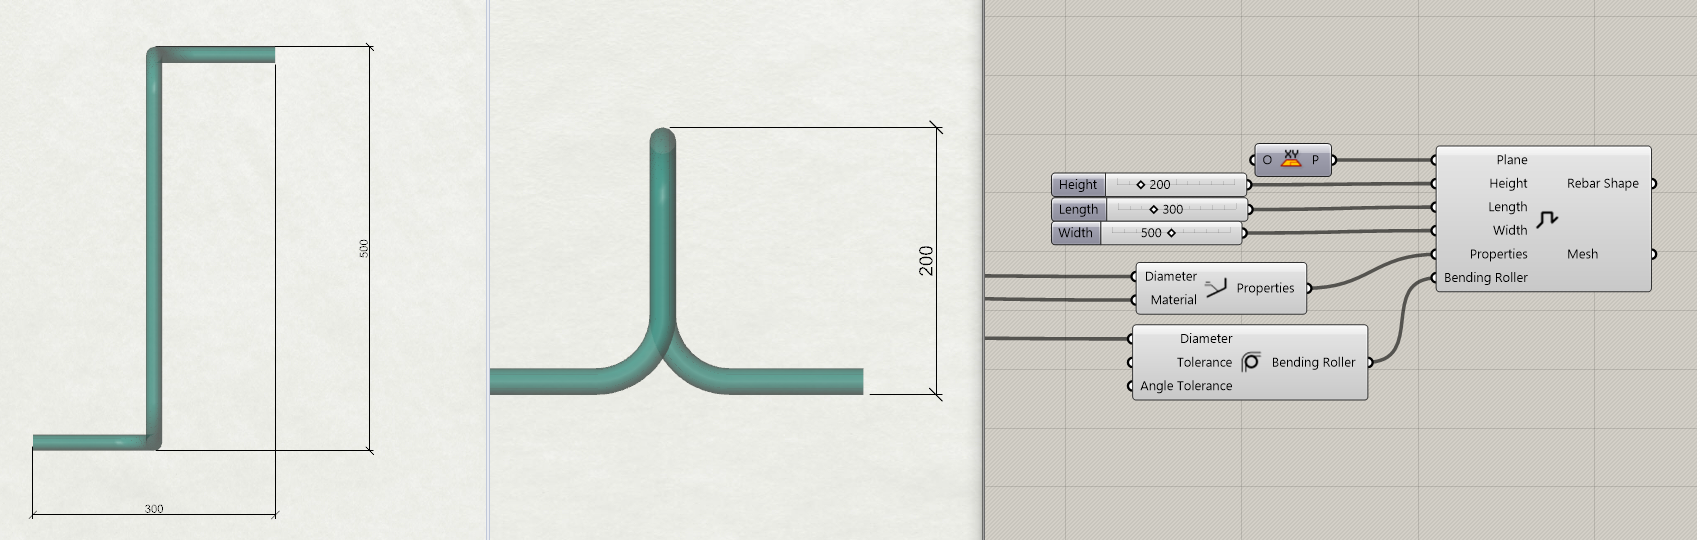 500
300
200
XY
O
P
Height
200
Length
300
Width
500
Diameter
Material
Properties
Diameter
Tolerance
Angle Tolerance
Bending Roller
Plane
Height
Length
Width
Properties
Bending Roller
Rebar Shape
Mesh